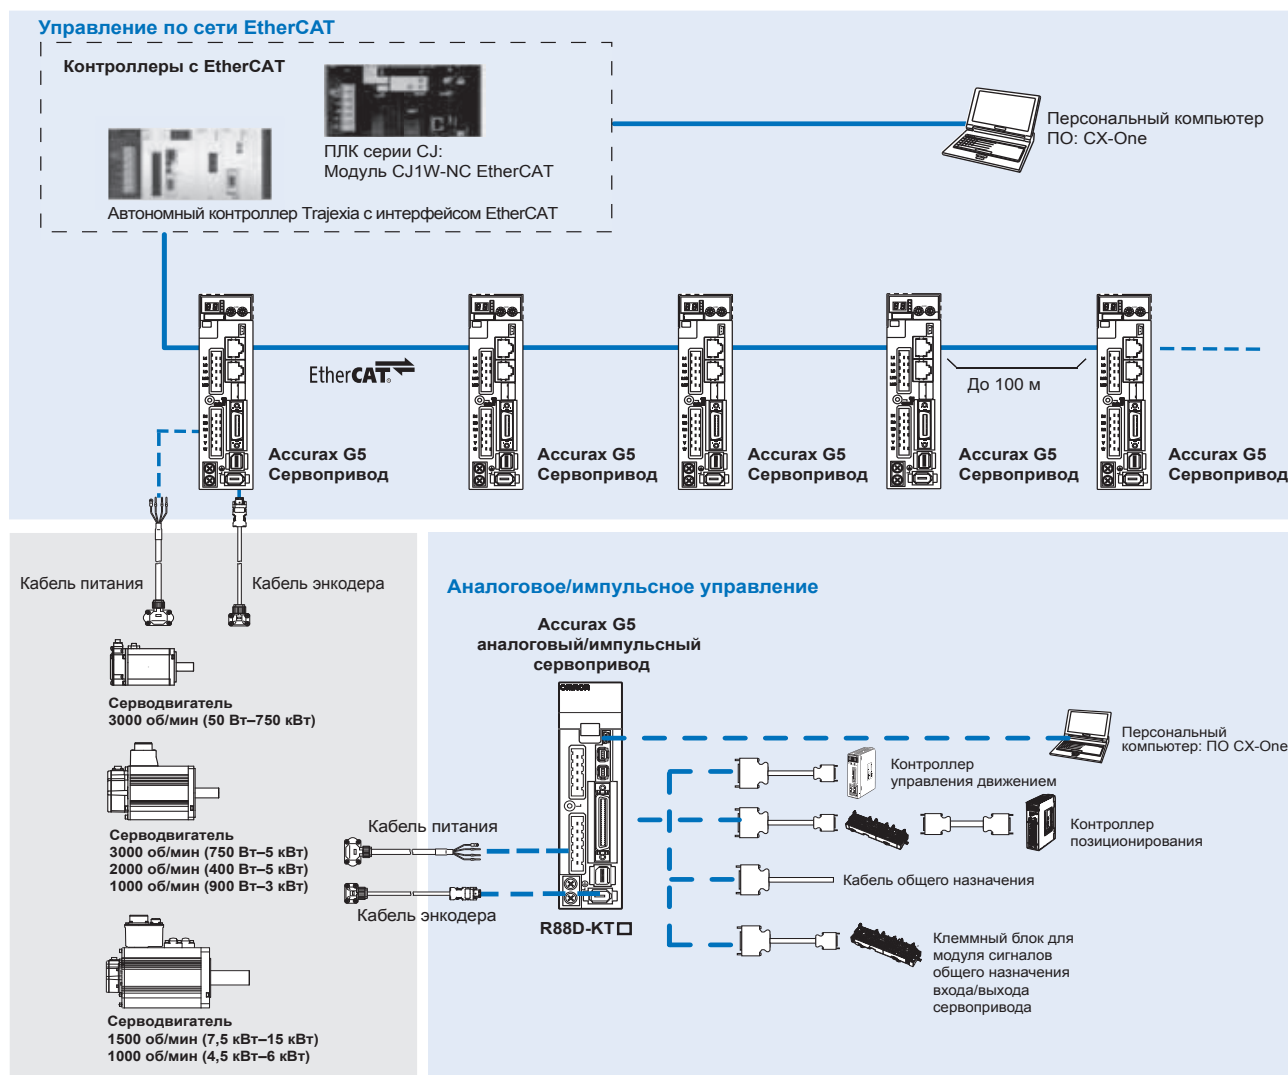 Управление по сети EtherCAT
Контроллеры с EtherCAT
ПЛК серии CJ:
Модуль CJ1W-NC EtherCAT
Автономный контроллер Trajexia с интерфейсом EtherCAT
Персональный компьютер
ПО: CX-One
EtherCAT®
До 100 м
Accurax G5
Сервопривод
Accurax G5
Сервопривод
Accurax G5
Сервопривод
Accurax G5
Сервопривод
Accurax G5
Сервопривод
Кабель питания
Кабель энкодера
Серводвигатель
3000 об/мин (50 Вт–750 кВт)
Серводвигатель
3000 об/мин (750 Вт–5 кВт)
2000 об/мин (400 Вт–5 кВт)
1000 об/мин (900 Вт–3 кВт)
Серводвигатель
1500 об/мин (7,5 кВт–15 кВт)
1000 об/мин (4,5 кВт–6 кВт)
Аналоговое/импульсное управление
Accurax G5
аналоговый/импульсный
сервопривод
OMRON
Кабель питания
Кабель энкодера
R88D-KT□
Персональный
компьютер: ПО CX-One
Контроллер
управления движением
Контроллер
позиционирования
Кабель общего назначения
Клеммный блок для
модуля сигналов
общего назначения
входа/выхода
сервопривода